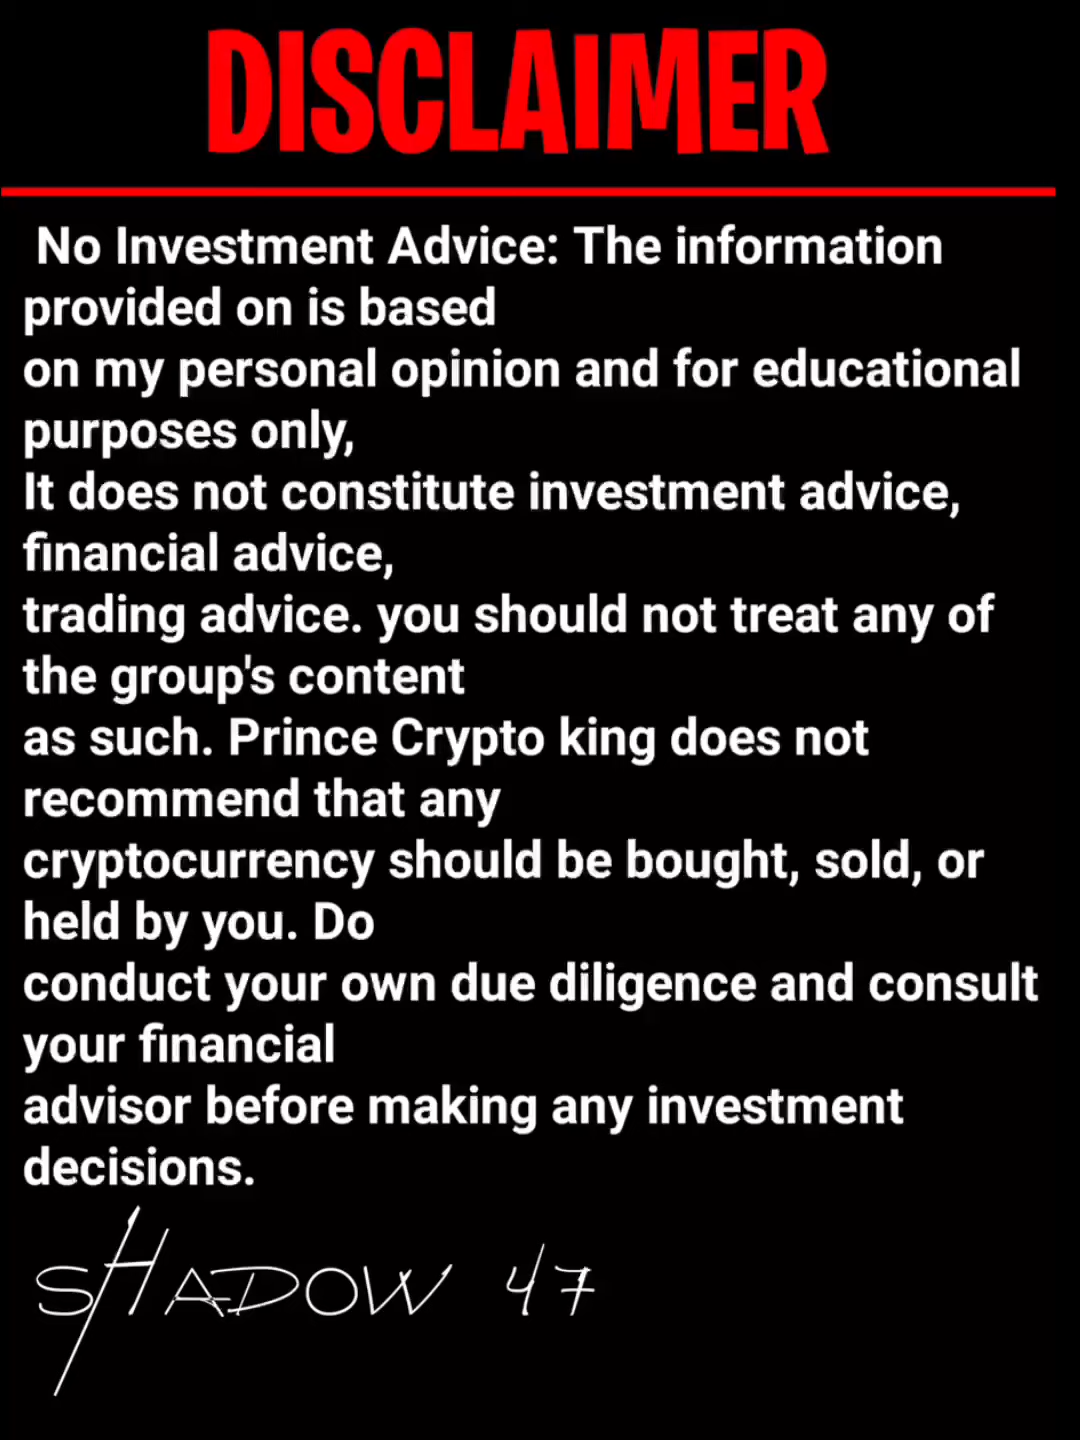 DISCLAIMER
No Investment Advice: The information
provided on is based
on my personal opinion and for educational
purposes only,
It does not constitute investment advice,
financial advice,
trading advice. you should not treat any of
the group's content
as such. Prince Crypto king does not
recommend that any
cryptocurrency should be bought, sold, or
held by you. Do
conduct your own due diligence and consult
your financial
advisor before making any investment
decisions.
SHADOW 47